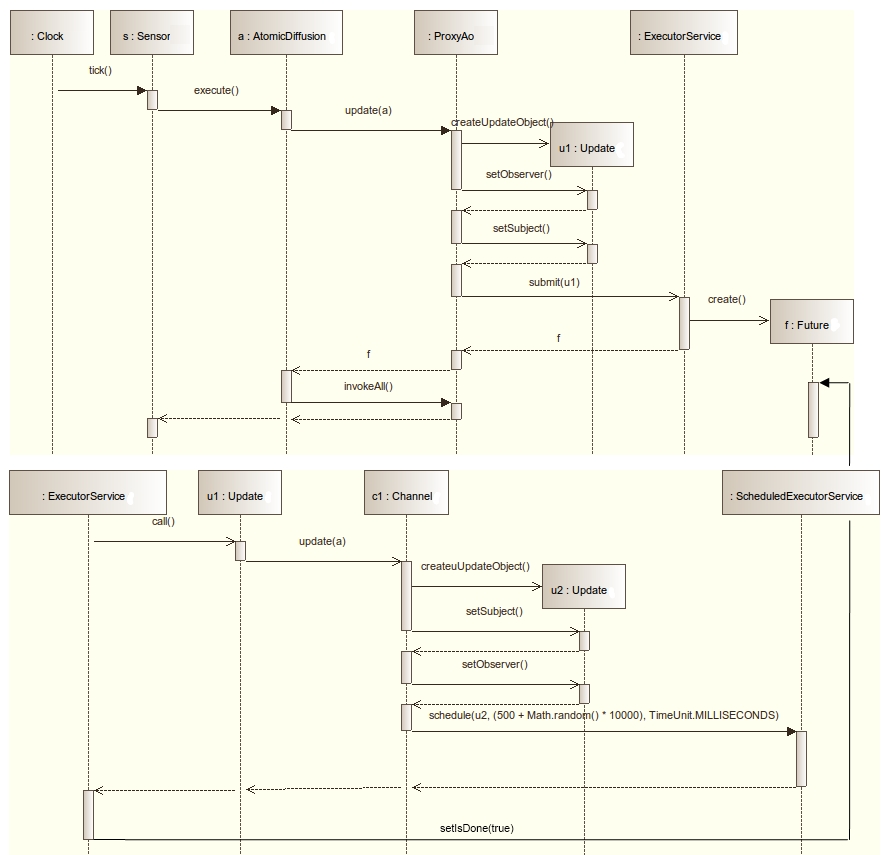 : Clock
s : Sensor
a : AtomicDiffusion
: ProxyAo
: ExecutorService
tick()
execute()
update(a)
createUpdateObject()
u1 : Update
setObserver()
setSubject()
submit(u1)
create()
f : Future
f
f
invokeAll()
: ExecutorService
u1 : Update
c1 : Channel
: ScheduledExecutorService
call()
update(a)
createuUpdateObject()
u2 : Update
setSubject()
setObserver()
schedule(u2, (500 + Math.random() * 10000), TimeUnit.MILLISECONDS)
setIsDone(true)